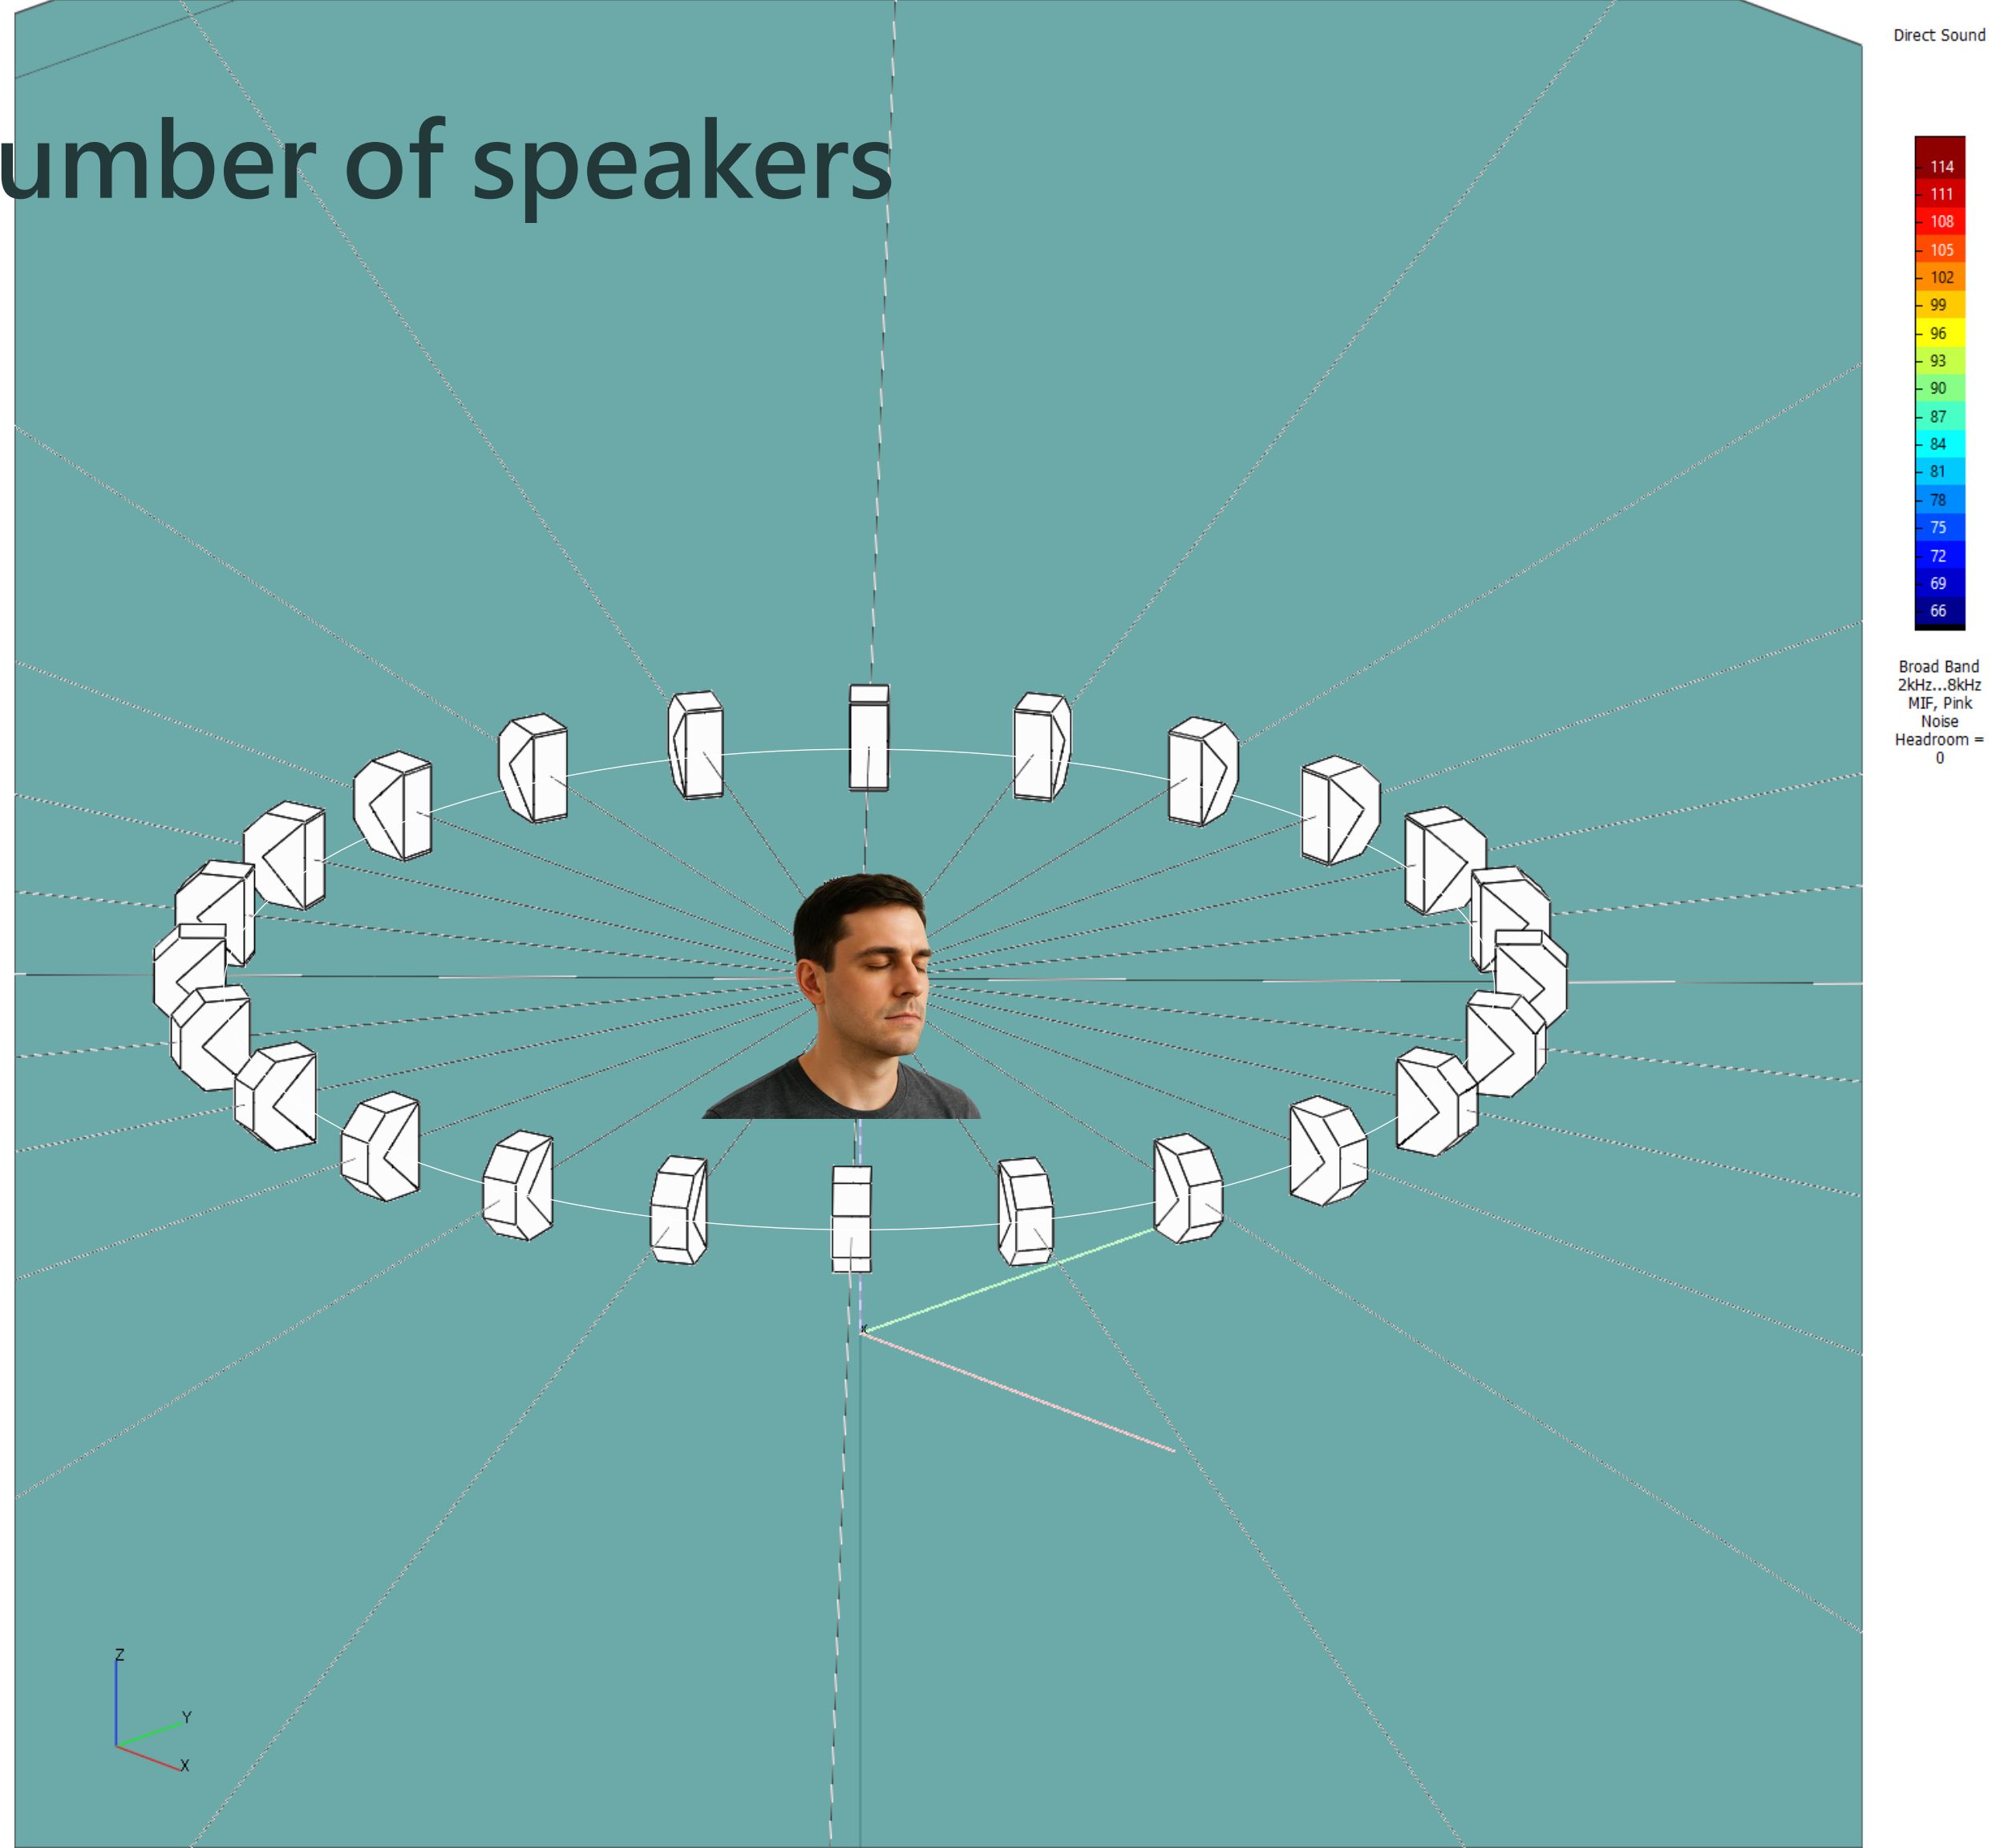 Direct Sound
umber of speakers
114
111
108
105
102
99
96
93
90
87
84
81
78
75
72
69
66
Broad Band
2kHz...8kHz
MIF, Pink
Noise
Headroom =
0
Z
Y
X